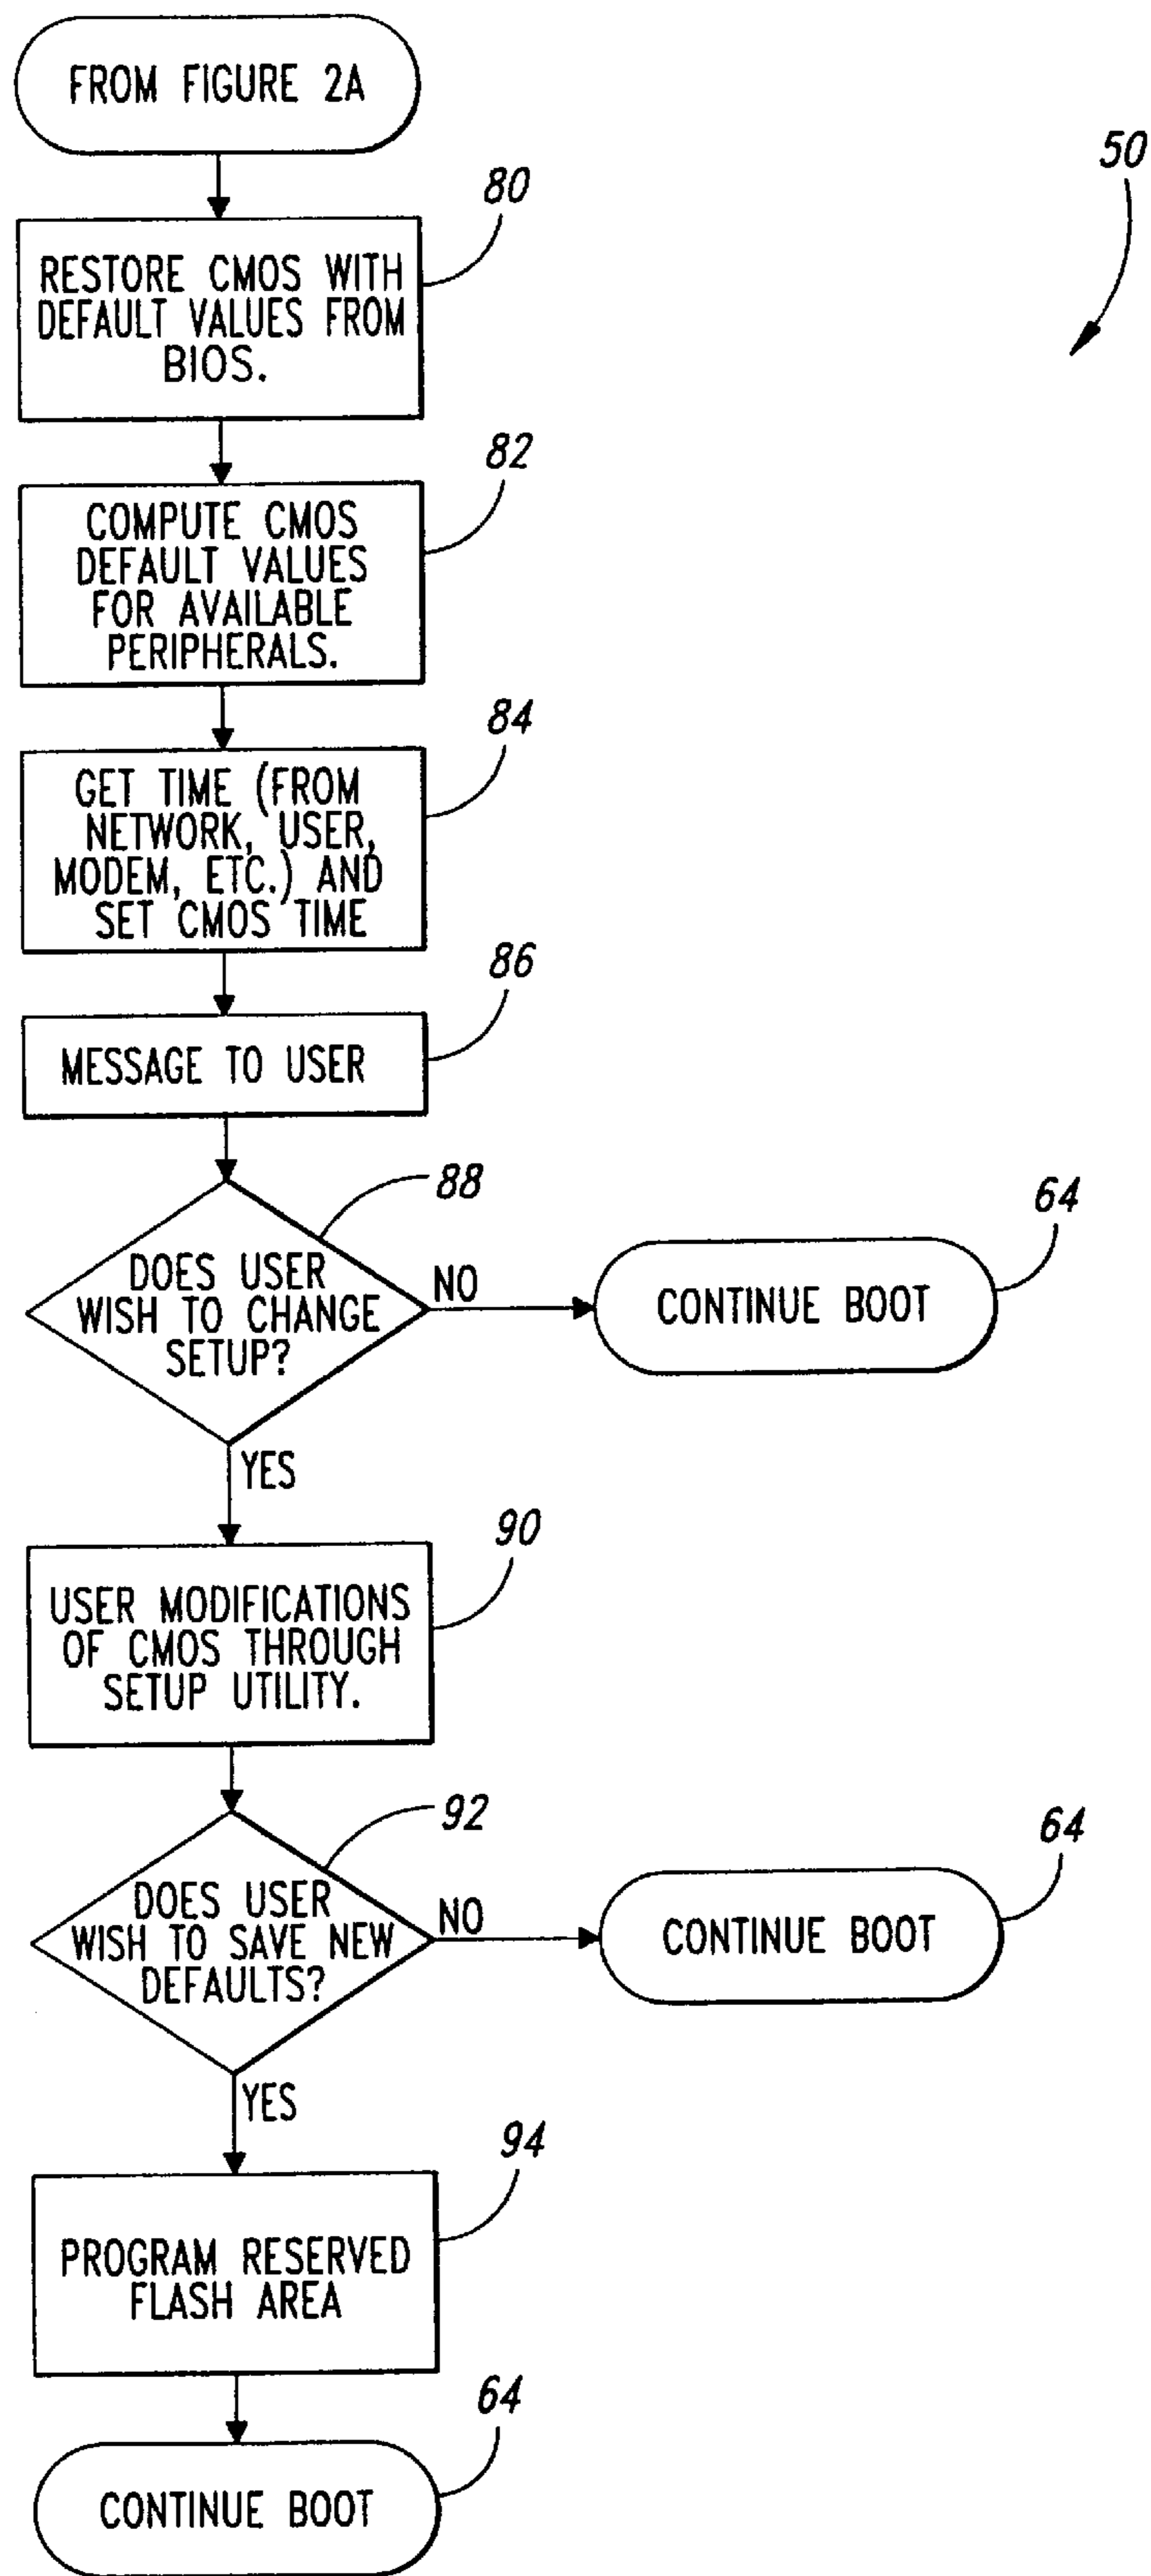 FROM FIGURE 2A
50
80
RESTORE CMOS WITH
DEFAULT VALUES FROM
BIOS.
82
COMPUTE CMOS
DEFAULT VALUES
FOR AVAILABLE
PERIPHERALS.
84
GET TIME (FROM
NETWORK, USER,
MODEM, ETC.) AND
SET CMOS TIME
86
MESSAGE TO USER
88
DOES USER
WISH TO CHANGE
SETUP?
NO
64
CONTINUE BOOT
YES
90
USER MODIFICATIONS
OF CMOS THROUGH
SETUP UTILITY.
92
DOES USER
WISH TO SAVE NEW
DEFAULTS?
NO
64
CONTINUE BOOT
YES
94
PROGRAM RESERVED
FLASH AREA
64
CONTINUE BOOT